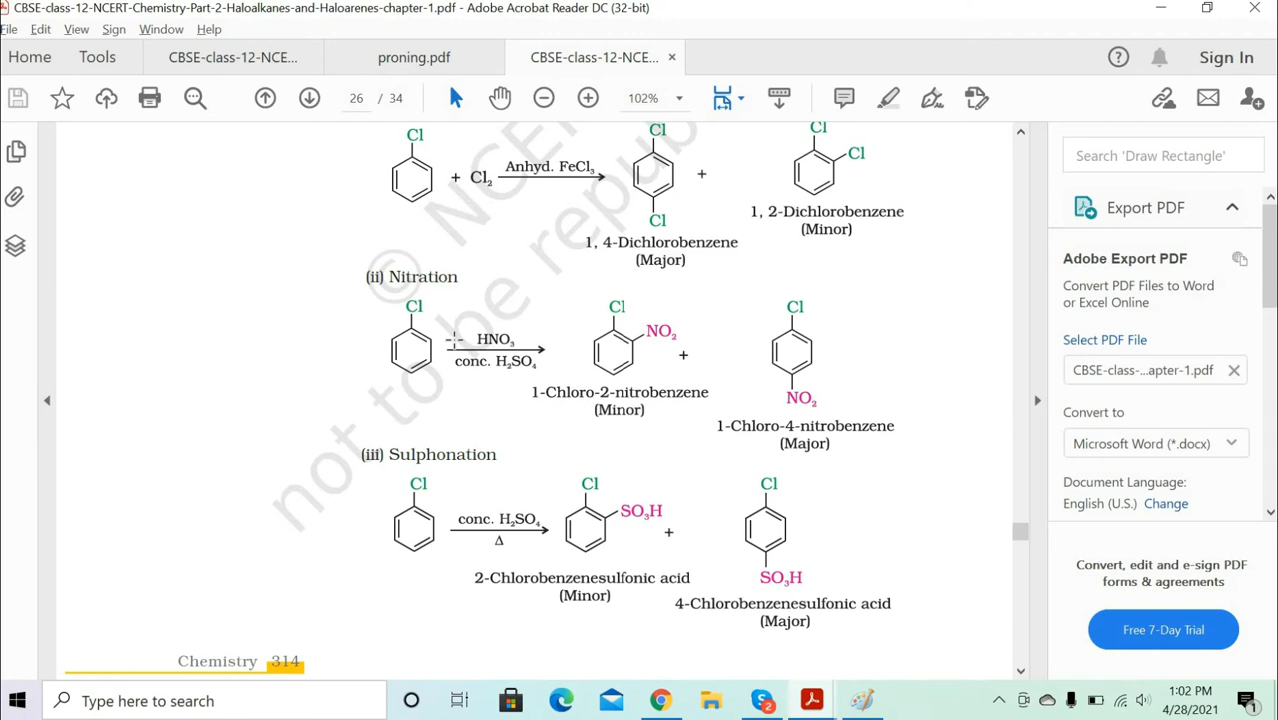 CBSE-class-12-NCERT-Chemistry-Part-2-Haloalkanes-and-Haloarenes-chapter-1.pdf - Adobe Acrobat Reader DC (32-bit)
File Edit View Sign Window Help
Home Tools CBSE-class-12-NCE... proning.pdf CBSE-class-12-NCE... × Sign In
26 / 34 102%
Cl
+ Cl₂ Anhyd. FeCl₃
Cl
Cl
1, 4-Dichlorobenzene
(Major)
+
Cl
Cl
1, 2-Dichlorobenzene
(Minor)
(ii) Nitration
Cl
HNO₃
conc. H₂SO₄
Cl
NO₂
1-Chloro-2-nitrobenzene
(Minor)
+
Cl
NO₂
1-Chloro-4-nitrobenzene
(Major)
(iii) Sulphonation
Cl
conc. H₂SO₄
Δ
Cl
SO₃H
2-Chlorobenzenesulfonic acid
(Minor)
+
Cl
SO₃H
4-Chlorobenzenesulfonic acid
(Major)
Chemistry 314
© NCER
not to be republ
Search 'Draw Rectangle'
Export PDF
Adobe Export PDF
Convert PDF Files to Word
or Excel Online
Select PDF File
CBSE-class-...apter-1.pdf
Convert to
Microsoft Word (*.docx)
Document Language:
English (U.S.) Change
Convert, edit and e-sign PDF
forms & agreements
Free 7-Day Trial
Type here to search
2
1:02 PM
4/28/2021
1